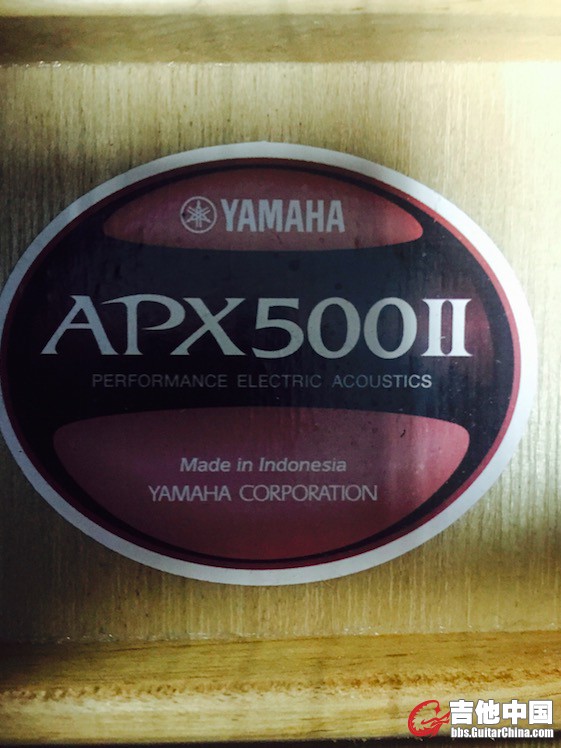 YAMAHA
APX500II
PERFORMANCE ELECTRIC ACOUSTICS
Made in Indonesia
YAMAHA CORPORATION
吉他中国
bbs.GuitarChina.com